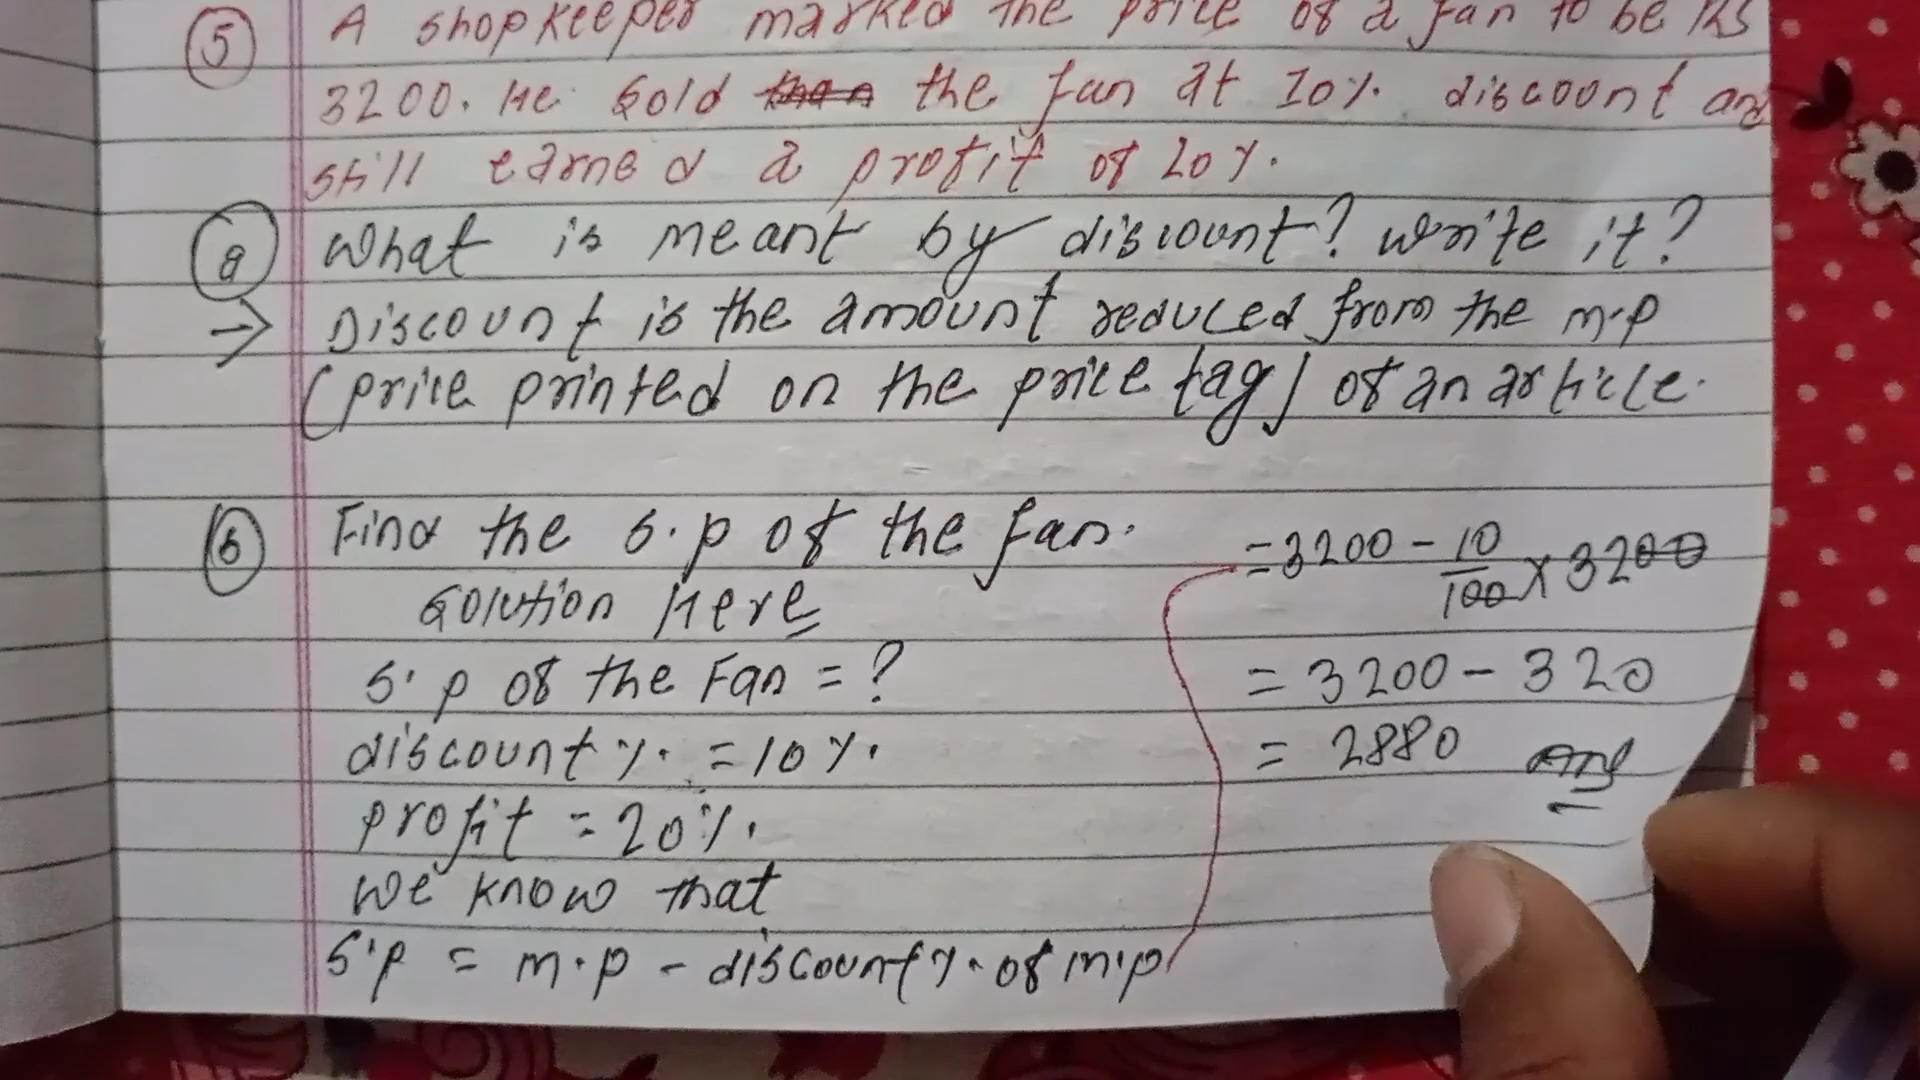 5 A shopkeeper marked the price of a fan to be Rs
3200. He sold the fan at 10% discount and
still earned a profit of 20%.
a What is meant by discount? Write it?
→ Discount is the amount reduced from the m.p
(price printed on the price tag) of an article.
b Find the s.p of the fan.
Solution Here
S.p of the Fan = ?
discount % = 10%.
profit = 20%.
we know that
S.p = m.p - discount % of m.p
= 3200 - 10/100 x 3200
= 3200 - 320
= 2880 Ans